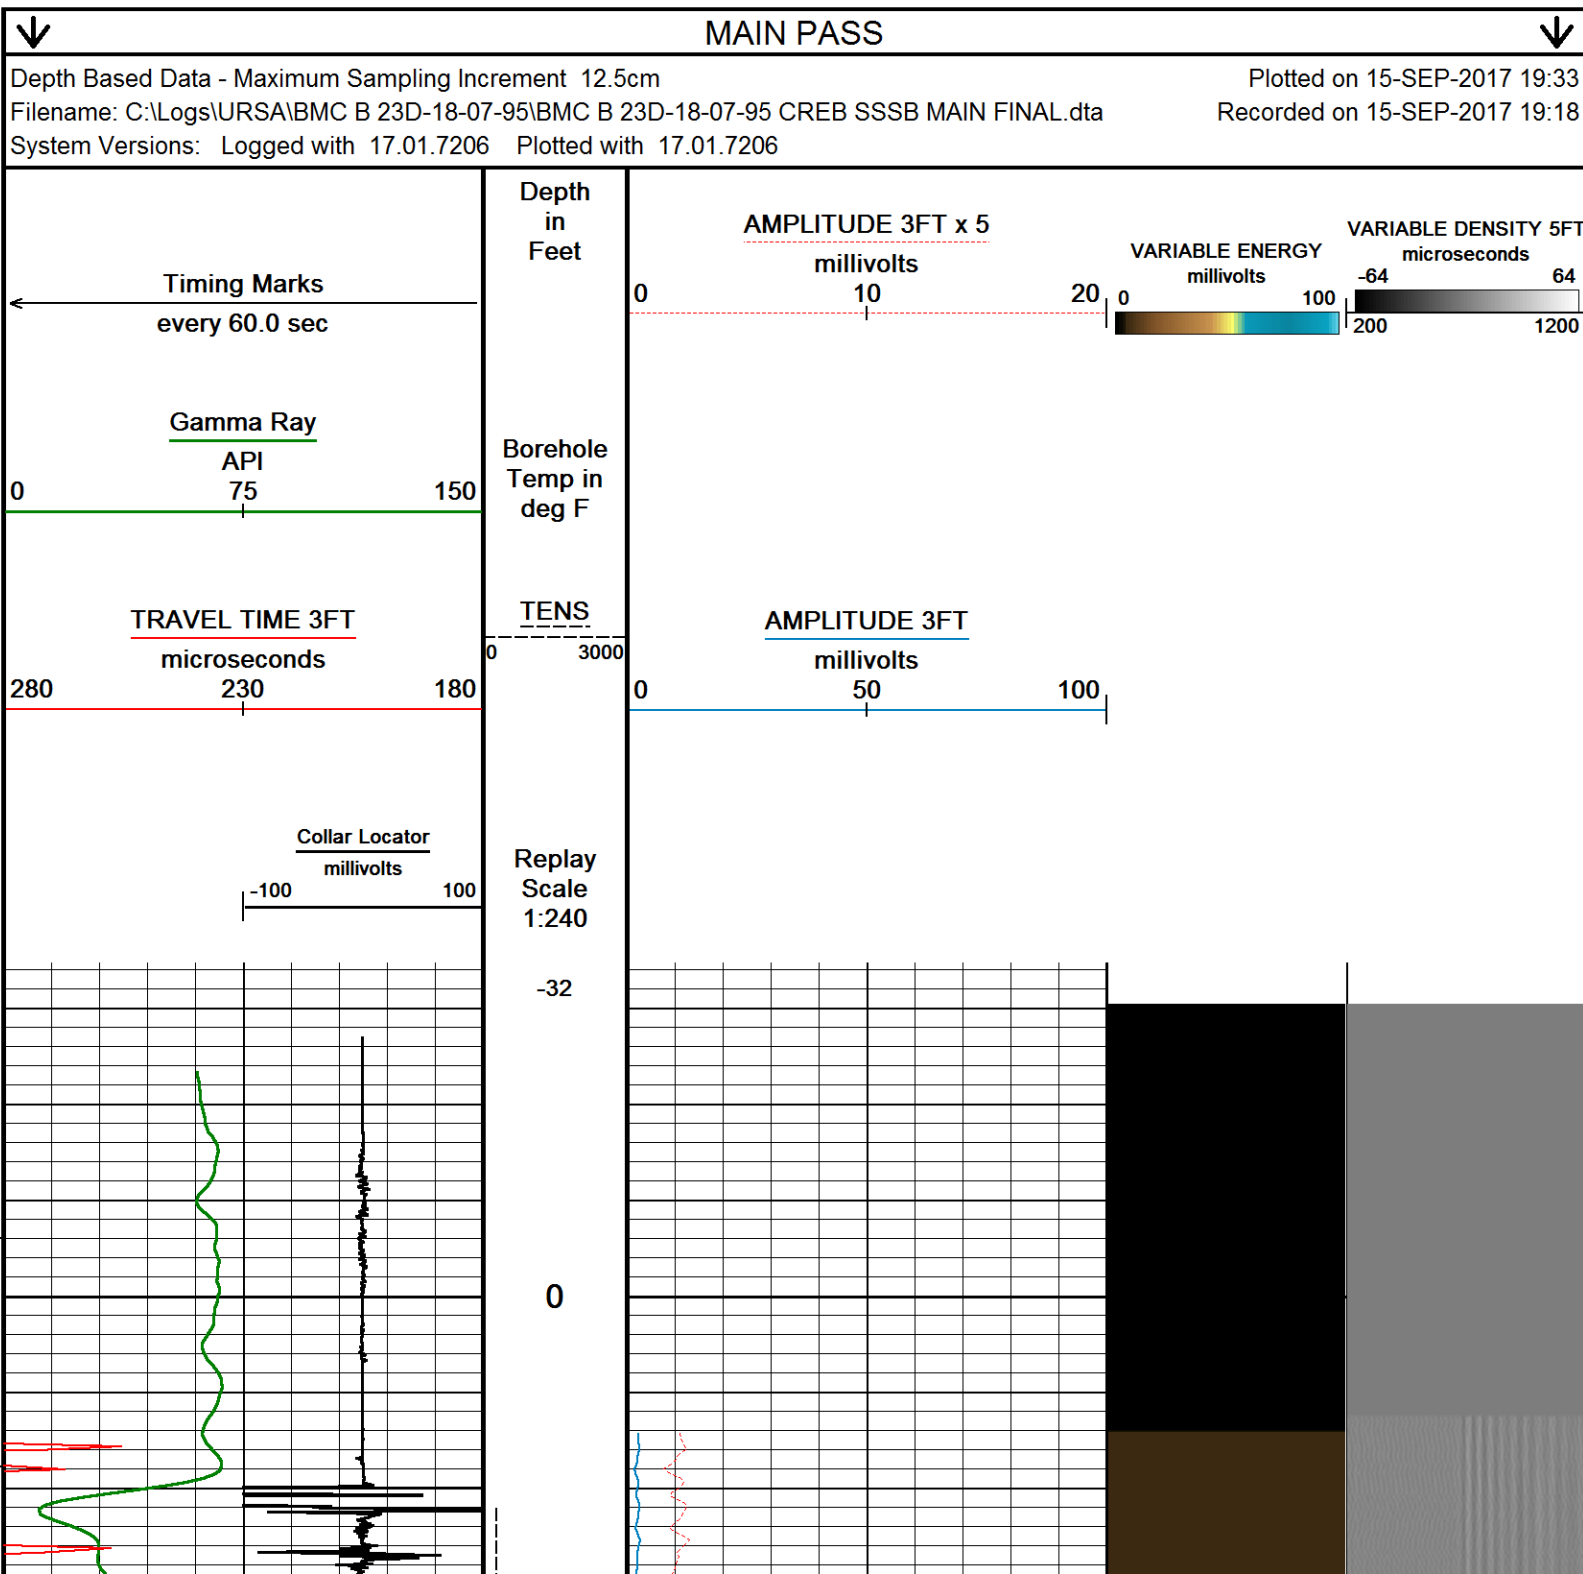 MAIN PASS
Depth Based Data - Maximum Sampling Increment 12.5cm
Plotted on 15-SEP-2017 19:33
Filename: C:\Logs\URSA\BMC B 23D-18-07-95\BMC B 23D-18-07-95 CREB SSSB MAIN FINAL.dta
Recorded on 15-SEP-2017 19:18
System Versions: Logged with 17.01.7206 Plotted with 17.01.7206
Timing Marks
every 60.0 sec
Gamma Ray
API
0 75 150
TRAVEL TIME 3FT
microseconds
280 230 180
Collar Locator
millivolts
-100 100
Depth
in
Feet
Borehole
Temp in
deg F
TENS
0 3000
Replay
Scale
1:240
-32
0
AMPLITUDE 3FT x 5
millivolts
0 10 20
AMPLITUDE 3FT
millivolts
0 50 100
VARIABLE ENERGY
millivolts
0 100
VARIABLE DENSITY 5FT
microseconds
-64 64
200 1200